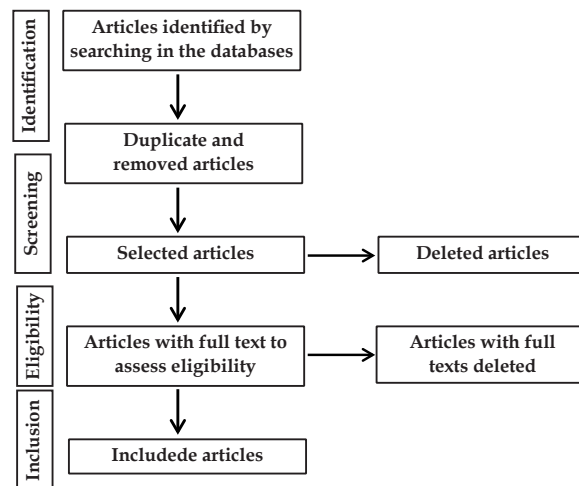 Identification
Articles identified by
searching in the databases
Duplicate and
removed articles
Screening
Selected articles
Deleted articles
Eligibility
Articles with full text to
assess eligibility
Articles with full
texts deleted
Inclusion
Includede articles